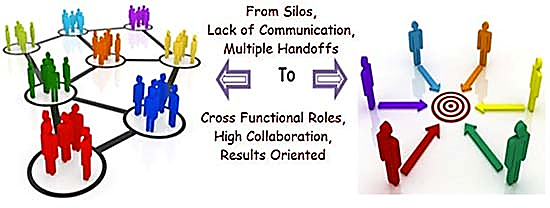 From Silos,
Lack of Communication,
Multiple Handoffs
To
Cross Functional Roles,
High Collaboration,
Results Oriented